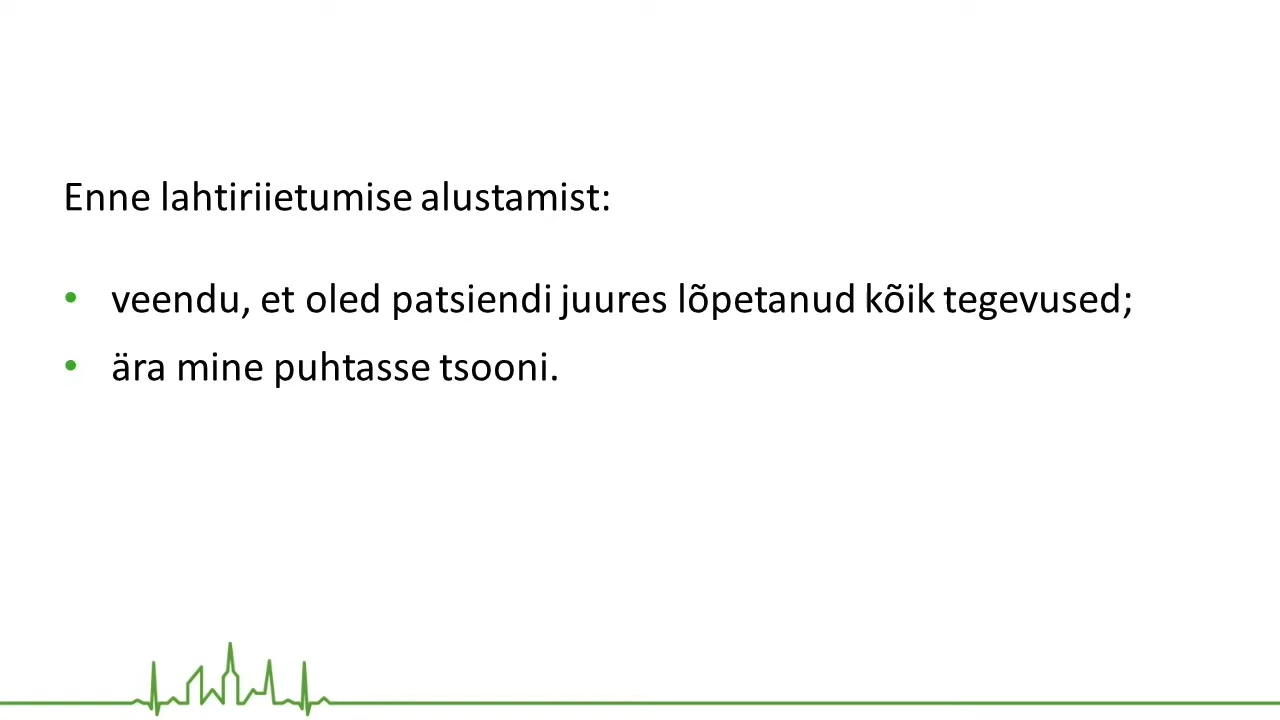 Enne lahtiriietumise alustamist:
• veendu, et oled patsiendi juures lõpetanud kõik tegevused;
• ära mine puhtasse tsooni.